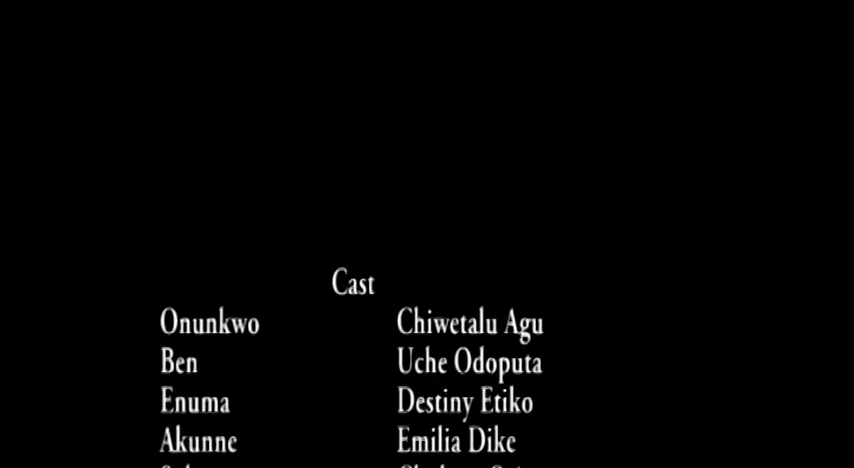 Cast
Onunkwo Chiwetalu Agu
Ben Uche Odoputa
Enuma Destiny Etiko
Akunne Emilia Dike